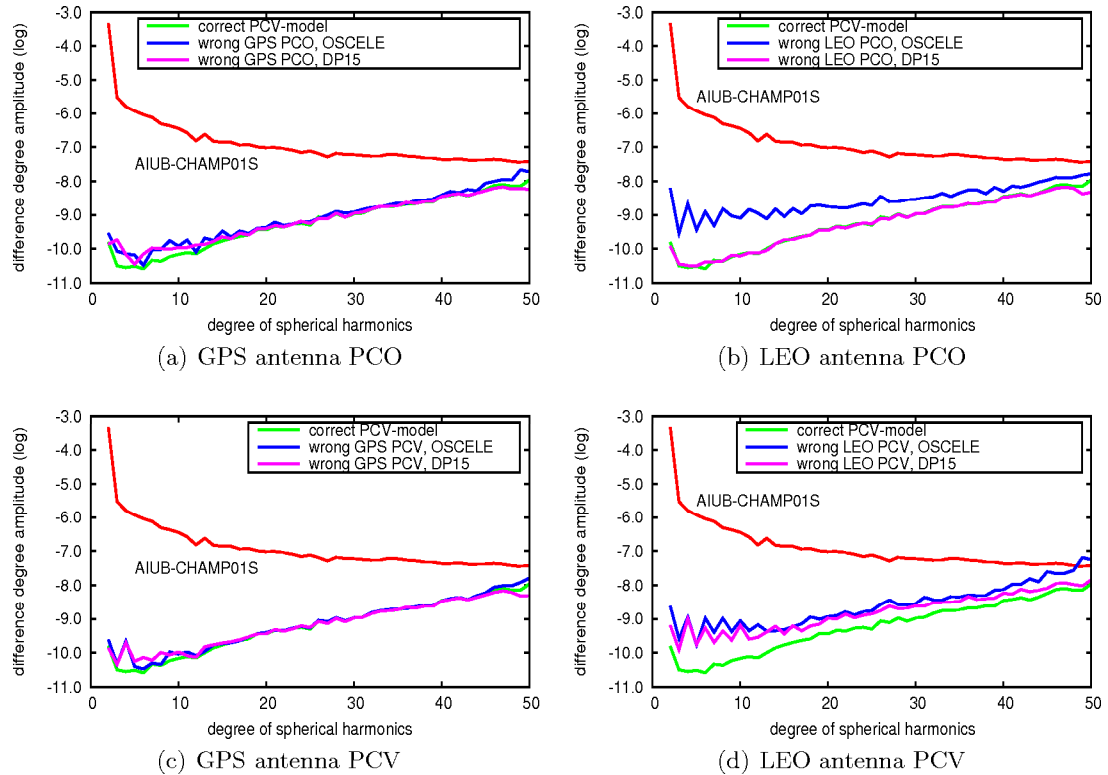 difference degree amplitude (log)
-3.0
-4.0
-5.0
-6.0
-7.0
-8.0
-9.0
-10.0
-11.0
correct PCV-model
wrong GPS PCO, OSCELE
wrong GPS PCO, DP15
AIUB-CHAMP01S
0 10 20 30 40 50
degree of spherical harmonics
(a) GPS antenna PCO
difference degree amplitude (log)
-3.0
-4.0
-5.0
-6.0
-7.0
-8.0
-9.0
-10.0
-11.0
correct PCV-model
wrong LEO PCO, OSCELE
wrong LEO PCO, DP15
AIUB-CHAMP01S
0 10 20 30 40 50
degree of spherical harmonics
(b) LEO antenna PCO
difference degree amplitude (log)
-3.0
-4.0
-5.0
-6.0
-7.0
-8.0
-9.0
-10.0
-11.0
correct PCV-model
wrong GPS PCV, OSCELE
wrong GPS PCV, DP15
AIUB-CHAMP01S
0 10 20 30 40 50
degree of spherical harmonics
(c) GPS antenna PCV
difference degree amplitude (log)
-3.0
-4.0
-5.0
-6.0
-7.0
-8.0
-9.0
-10.0
-11.0
correct PCV-model
wrong LEO PCV, OSCELE
wrong LEO PCV, DP15
AIUB-CHAMP01S
0 10 20 30 40 50
degree of spherical harmonics
(d) LEO antenna PCV